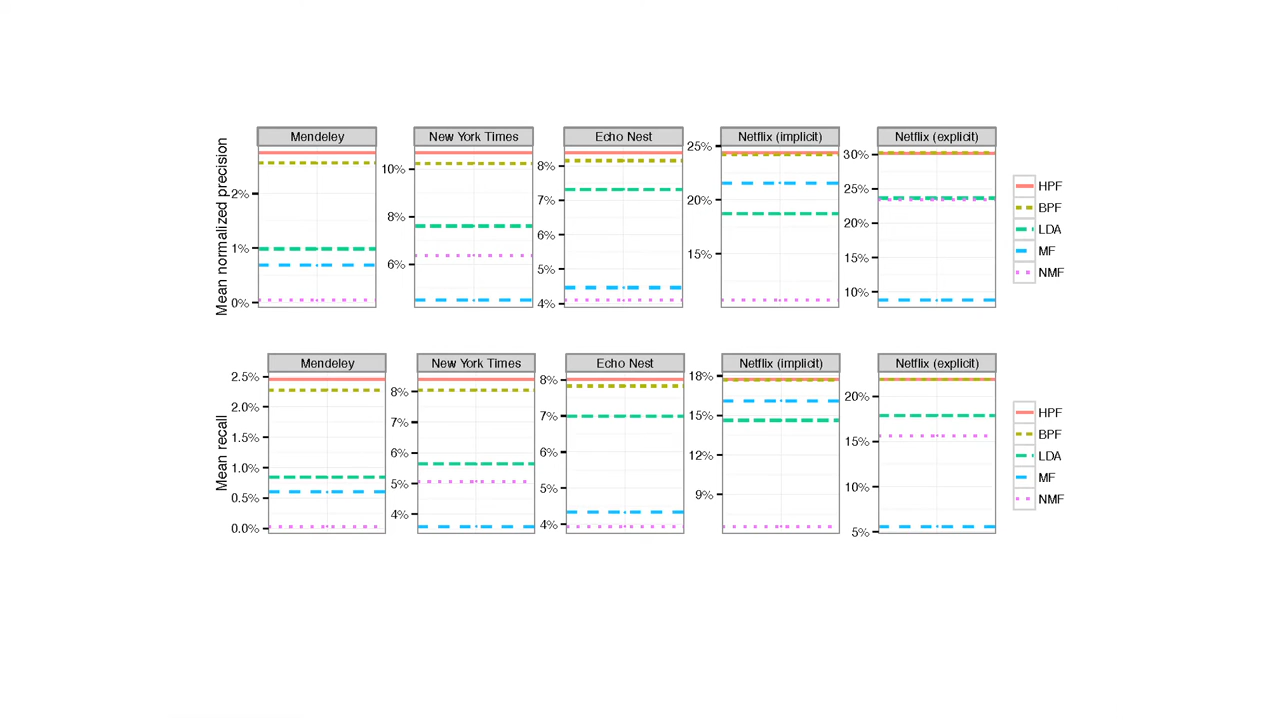 Mean normalized precision
Mendeley
2%
1%
0%
New York Times
10%
8%
6%
Echo Nest
8%
7%
6%
5%
4%
Netflix (implicit)
25%
20%
15%
Netflix (explicit)
30%
25%
20%
15%
10%
HPF
BPF
LDA
MF
NMF
Mean recall
Mendeley
2.5%
2.0%
1.5%
1.0%
0.5%
0.0%
New York Times
8%
7%
6%
5%
4%
Echo Nest
8%
7%
6%
5%
4%
Netflix (implicit)
18%
15%
12%
9%
Netflix (explicit)
20%
15%
10%
5%
HPF
BPF
LDA
MF
NMF